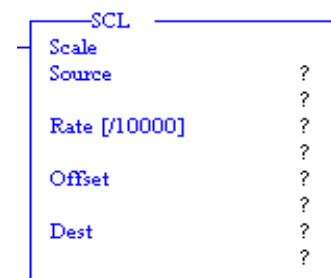 SCL
Scale
Source ?
?
Rate [/10000] ?
?
Offset ?
?
Dest ?
?